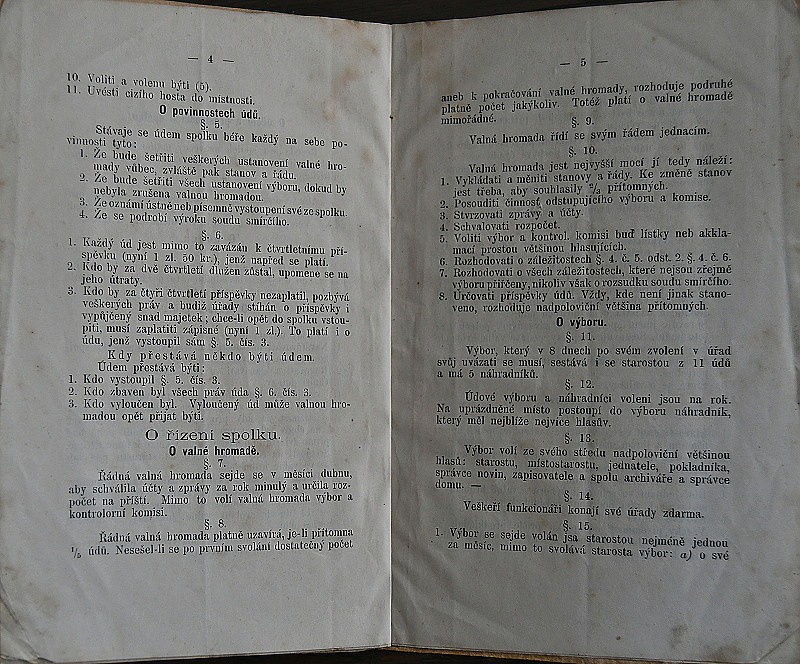 — 4 —
10. Voliti a volenu býti (5).
11. Uvésti cizího hosta do místnosti.
O povinnostech údů.
§. 5.
Stávaje se údem spolku béře každý na sebe po-
vinnosti tyto:
1. Že bude šetřiti veškerých ustanovení valné hro-
mady vůbec, zvláště pak stanov a řádu.
2. Že bude šetřiti všech ustanovení výboru, dokud by
nebyla zrušena valnou hromadou.
3. Že oznámí ústně neb písemně vystoupení své ze spolku.
4. Že se podrobí výroku soudu smírčího.
§. 6.
1. Každý úd jest mimo to zavázán k čtvrtletnímu pří-
spěvku (nyní 1 zl. 50 kr.), jenž napřed se platí.
2. Kdo by za dvě čtvrtletí dlužen zůstal, upomene se na
jeho útraty.
3. Kdo by za čtyři čtvrtletí příspěvky nezaplatil, pozbývá
veškerých práv a budiž úřady stíhán o příspěvky i
vypůjčený snad majetek; chce-li opět do spolku vstou-
piti, musí zaplatiti zápisné (nyní 1 zl.). To platí i o
údu, jenž vystoupil sám §. 5. čís. 3.
Kdy přestává někdo býti údem.
Údem přestává býti:
1. Kdo vystoupil §. 5. čís. 3.
2. Kdo zbaven byl všech práv úda §. 6. čís. 3.
3. Kdo vyloučen byl. Vyloučený úd může valnou hro-
madou opět přijat býti.
O řízení spolku.
O valné hromadě.
§. 7.
Řádná valná hromada sejde se v měsíci dubnu,
aby schválila účty a zprávy za rok minulý a určila roz-
počet na příští. Mimo to volí valná hromada výbor a
kontrolorní komisi.
§. 8.
Řádná valná hromada platně uzavírá, je-li přítomna
⅕ údů. Nesešel-li se po prvním svolání dostatečný počet
— 5 —
aneb k pokračování valné hromady, rozhoduje podruhé
platně počet jakýkoliv. Totéž platí o valné hromadě
mimořádné.
§. 9.
Valná hromada řídí se svým řádem jednacím.
§. 10.
Valná hromada jest nejvyšší mocí jí tedy náleží:
1. Vykládati a měniti stanovy a řády. Ke změně stanov
jest třeba, aby souhlasily ²/₃ přítomných.
2. Posouditi činnost odstupujícího výboru a komise.
3. Stvrzovati zprávy a účty.
4. Schvalovati rozpočet.
5. Voliti výbor a kontrol. komisi buď lístky neb akkla-
mací prostou většinou hlasujících.
6. Rozhodovati o záležitostech §. 4. č. 5. odst. 2. §. 4. č. 6.
7. Rozhodovati o všech záležitostech, které nejsou zřejmě
výboru přiřčeny, nikoliv však o rozsudku soudu smírčího.
8. Určovati příspěvky údů. Vždy, kde není jinak stano-
veno, rozhoduje nadpoloviční většina přítomných.
O výboru.
§. 11.
Výbor, který v 8 dnech po svém zvolení v úřad
svůj uvázati se musí, sestává i se starostou z 11 údů
a má 5 náhradníků.
§. 12.
Údové výboru a náhradníci voleni jsou na rok.
Na uprázdněné místo postoupí do výboru náhradník,
který měl nejblíže nejvíce hlasův.
§. 13.
Výbor volí ze svého středu nadpoloviční většinou
hlasů: starostu, místostarostu, jednatele, pokladníka,
správce novin, zapisovatele a spolu archiváře a správce
domu. —
§. 14.
Veškeří funkcionáři konají své úřady zdarma.
§. 15.
1. Výbor se sejde volán jsa starostou nejméně jednou
za měsíc, mimo to svolává starosta výbor: a) o své